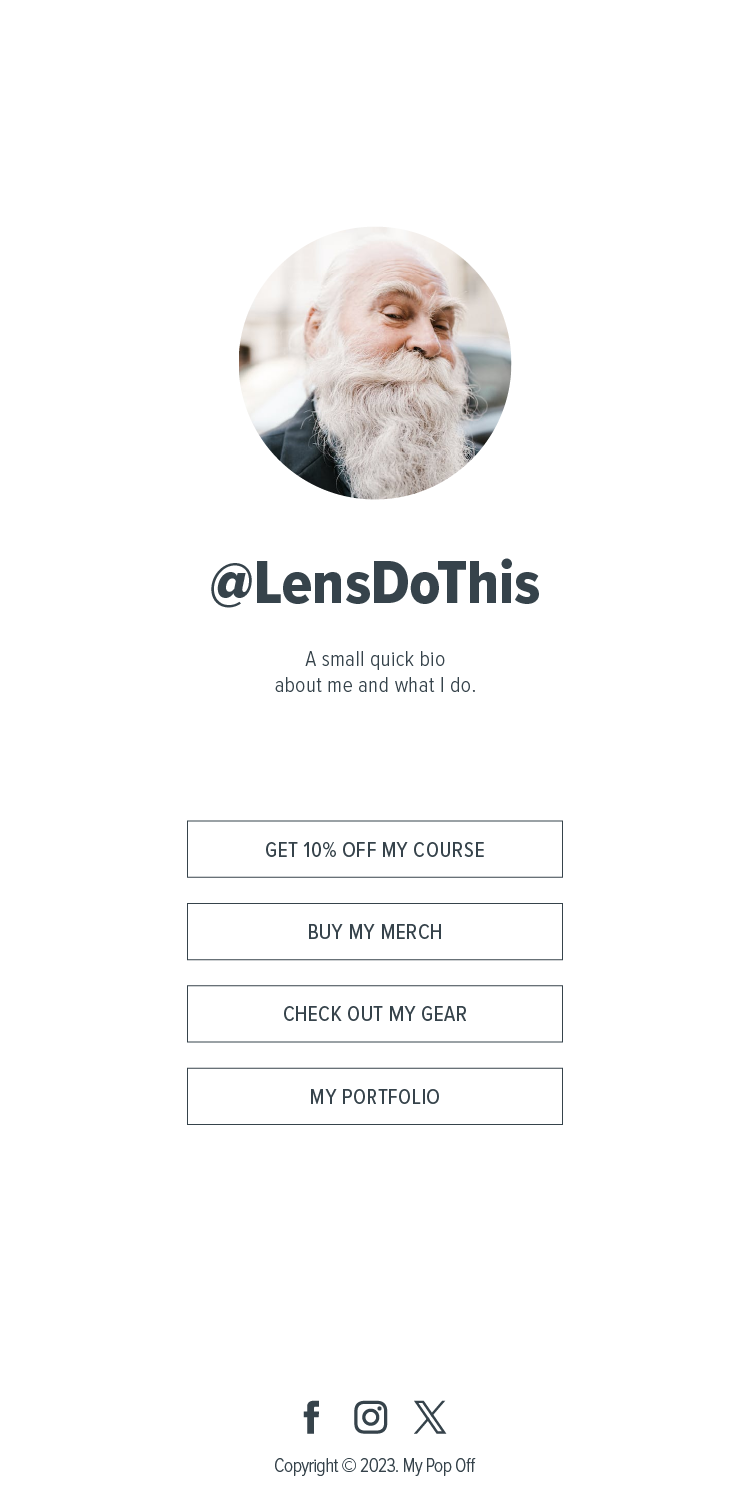 @LensDoThis
A small quick bio
about me and what I do.
GET 10% OFF MY COURSE
BUY MY MERCH
CHECK OUT MY GEAR
MY PORTFOLIO
Copyright © 2023. My Pop Off